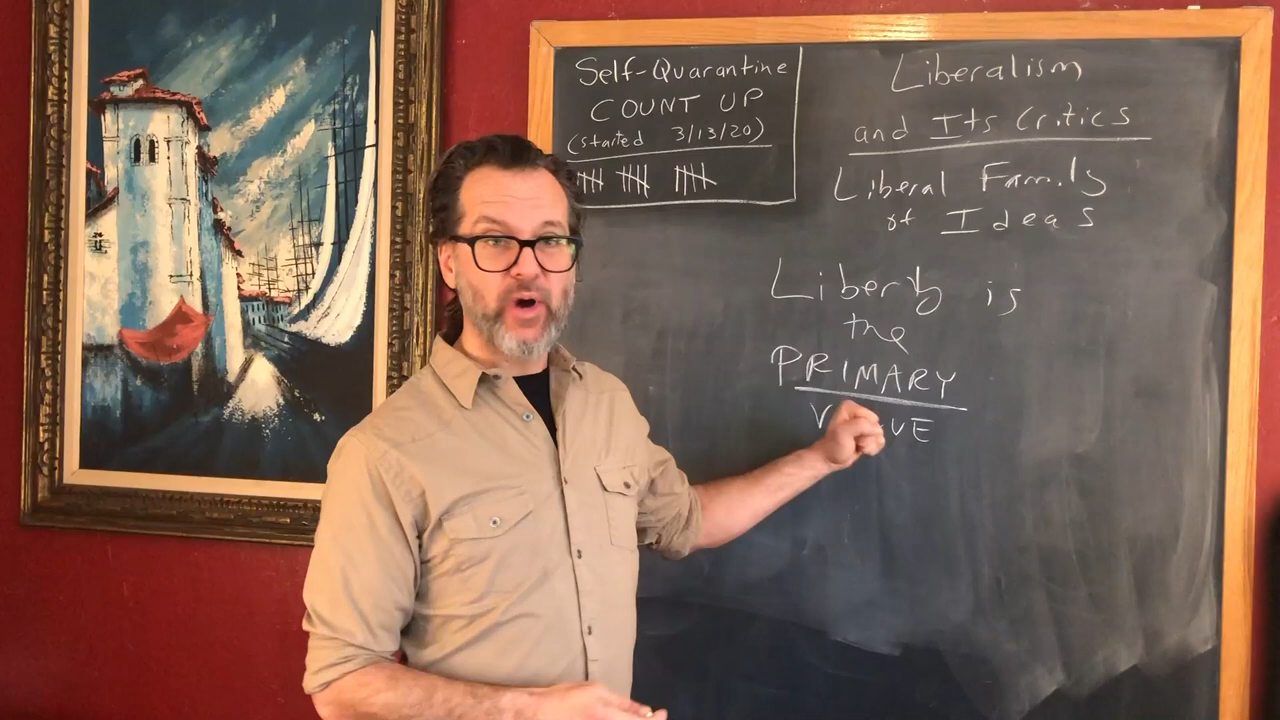 Self-Quarantine
COUNT UP
(started 3/13/20)
Liberalism
and Its Critics
Liberal Family
of Ideas
Liberty is
the
PRIMARY